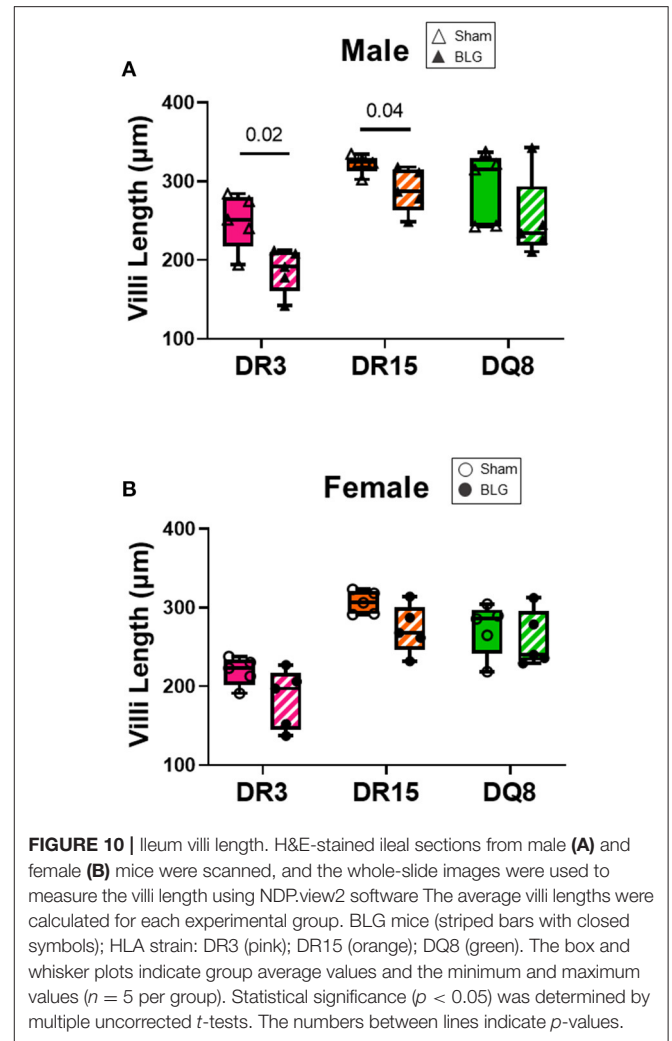 A
Male
△ Sham
▲ BLG
Villi Length (µm)
400
300
200
100
0.02
0.04
DR3 DR15 DQ8
B
Female
○ Sham
● BLG
Villi Length (µm)
400
300
200
100
DR3 DR15 DQ8
FIGURE 10 | Ileum villi length. H&E-stained ileal sections from male (A) and
female (B) mice were scanned, and the whole-slide images were used to
measure the villi length using NDP.view2 software The average villi lengths were
calculated for each experimental group. BLG mice (striped bars with closed
symbols); HLA strain: DR3 (pink); DR15 (orange); DQ8 (green). The box and
whisker plots indicate group average values and the minimum and maximum
values (n = 5 per group). Statistical significance (p < 0.05) was determined by
multiple uncorrected t-tests. The numbers between lines indicate p-values.